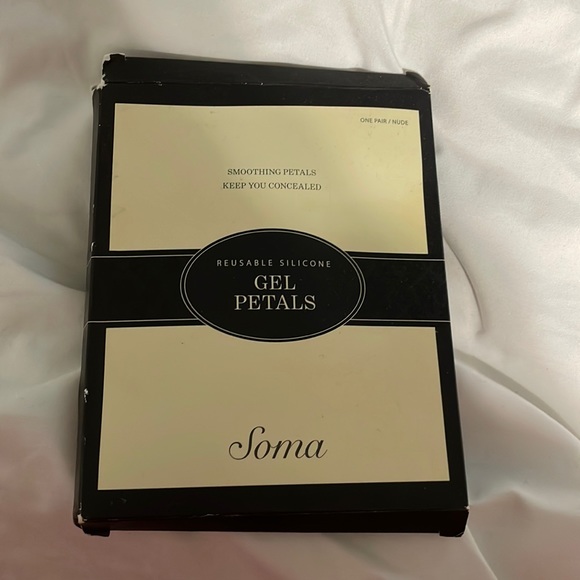 ONE PAIR / NUDE
SMOOTHING PETALS
KEEP YOU CONCEALED
REUSABLE SILICONE
GEL
PETALS
Soma